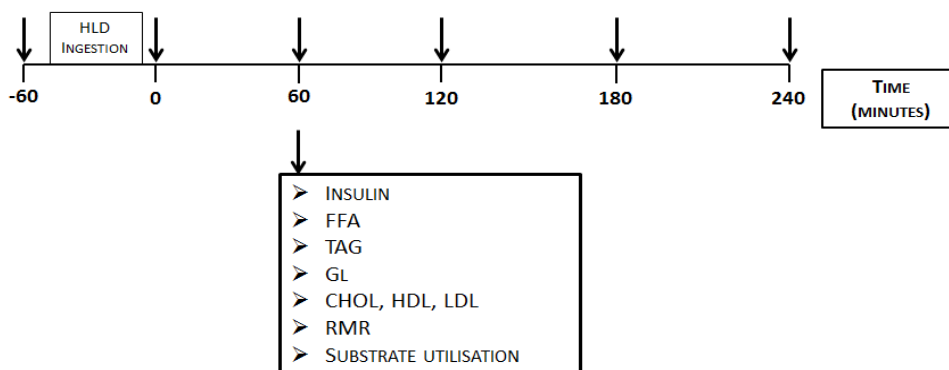 HLD
INGESTION
-60
0
60
120
180
240
TIME
(MINUTES)
➤ INSULIN
➤ FFA
➤ TAG
➤ GL
➤ CHOL, HDL, LDL
➤ RMR
➤ SUBSTRATE UTILISATION